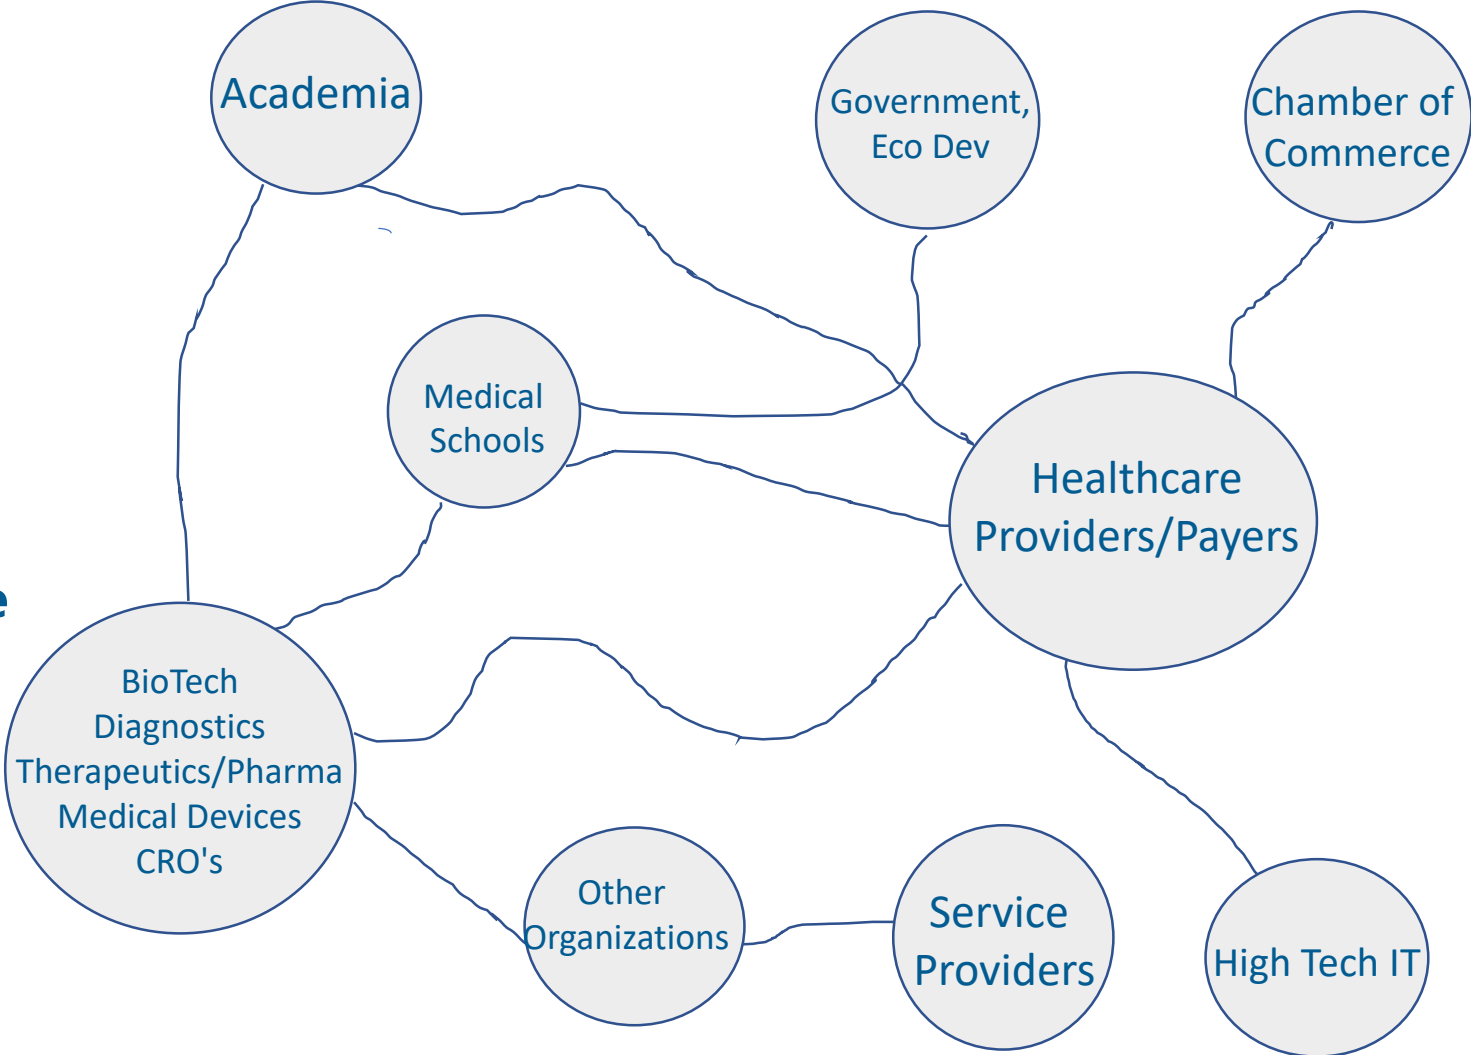 Academia
Government,
Eco Dev
Chamber of
Commerce
Medical
Schools
Healthcare
Providers/Payers
e
BioTech
Diagnostics
Therapeutics/Pharma
Medical Devices
CRO's
Other
Organizations
Service
Providers
High Tech IT